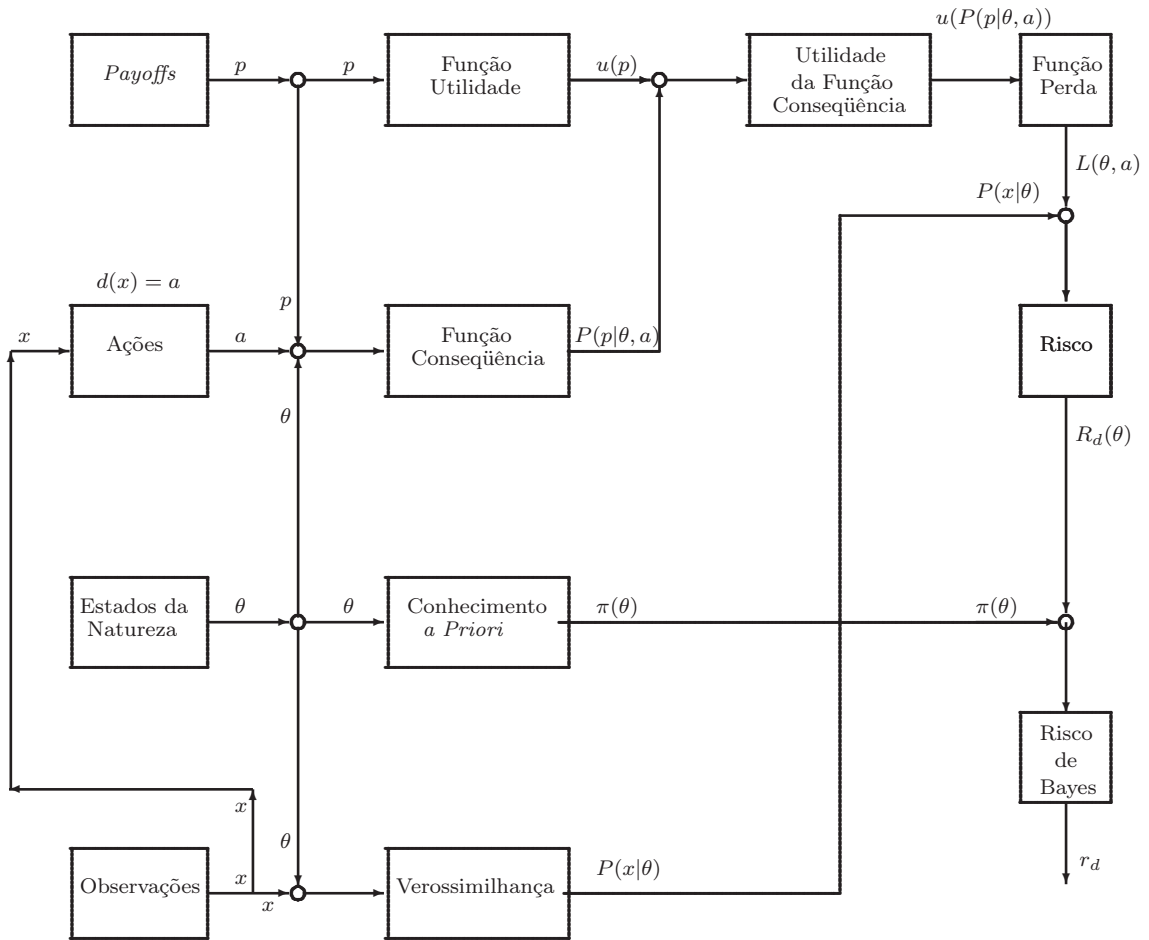 u(P(p|θ, a))
Payoffs
p
p
Função
Utilidade
u(p)
Utilidade
da Função
Conseqüência
Função
Perda
L(θ, a)
P(x|θ)
d(x) = a
p
x
Ações
a
Função
Conseqüência
P(p|θ, a)
Risco
θ
R_d(θ)
Estados da
Natureza
θ
θ
Conhecimento
a Priori
π(θ)
π(θ)
Risco
de
Bayes
x
θ
Observações
x
x
Verossimilhança
P(x|θ)
r_d